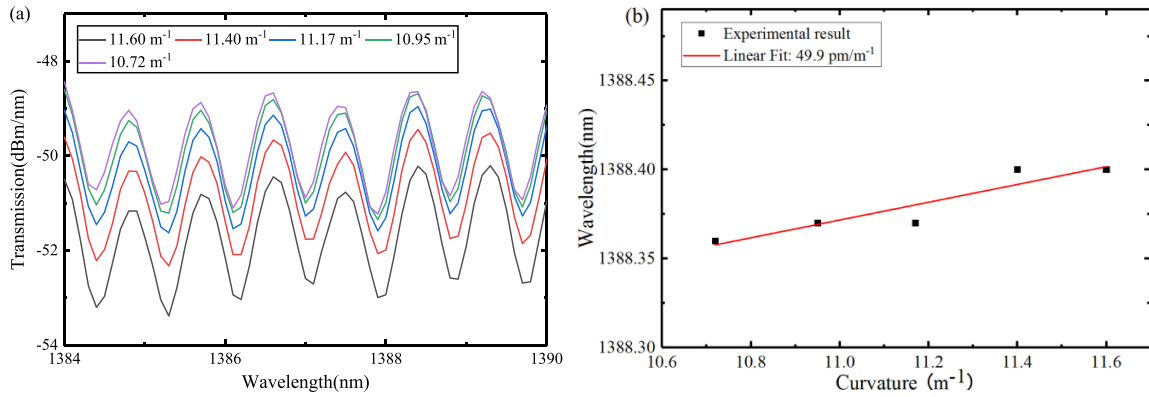 (a)
11.60 m⁻¹ 11.40 m⁻¹ 11.17 m⁻¹ 10.95 m⁻¹
10.72 m⁻¹
Transmission(dBm/nm)
-48
-50
-52
-54
1384 1386 1388 1390
Wavelength(nm)
(b)
Experimental result
Linear Fit: 49.9 pm/m⁻¹
Wavelength(nm)
1388.45
1388.40
1388.35
1388.30
10.6 10.8 11.0 11.2 11.4 11.6
Curvature (m⁻¹)